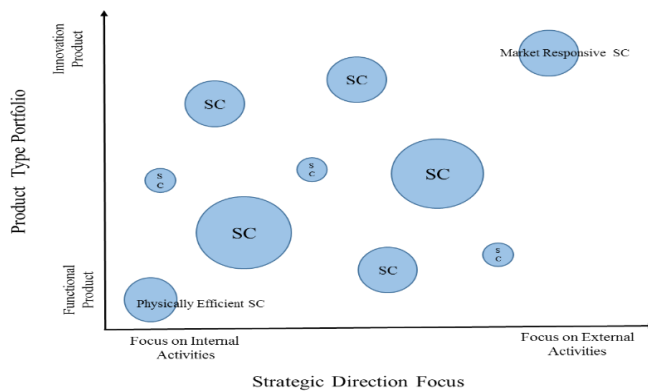 Product Type Portfolio
Innovation
Product
Functional
Product
Market Responsive SC
SC
SC
S
C
S
C
SC
SC
S
C
SC
Physically Efficient SC
Focus on Internal
Activities
Focus on External
Activities
Strategic Direction Focus